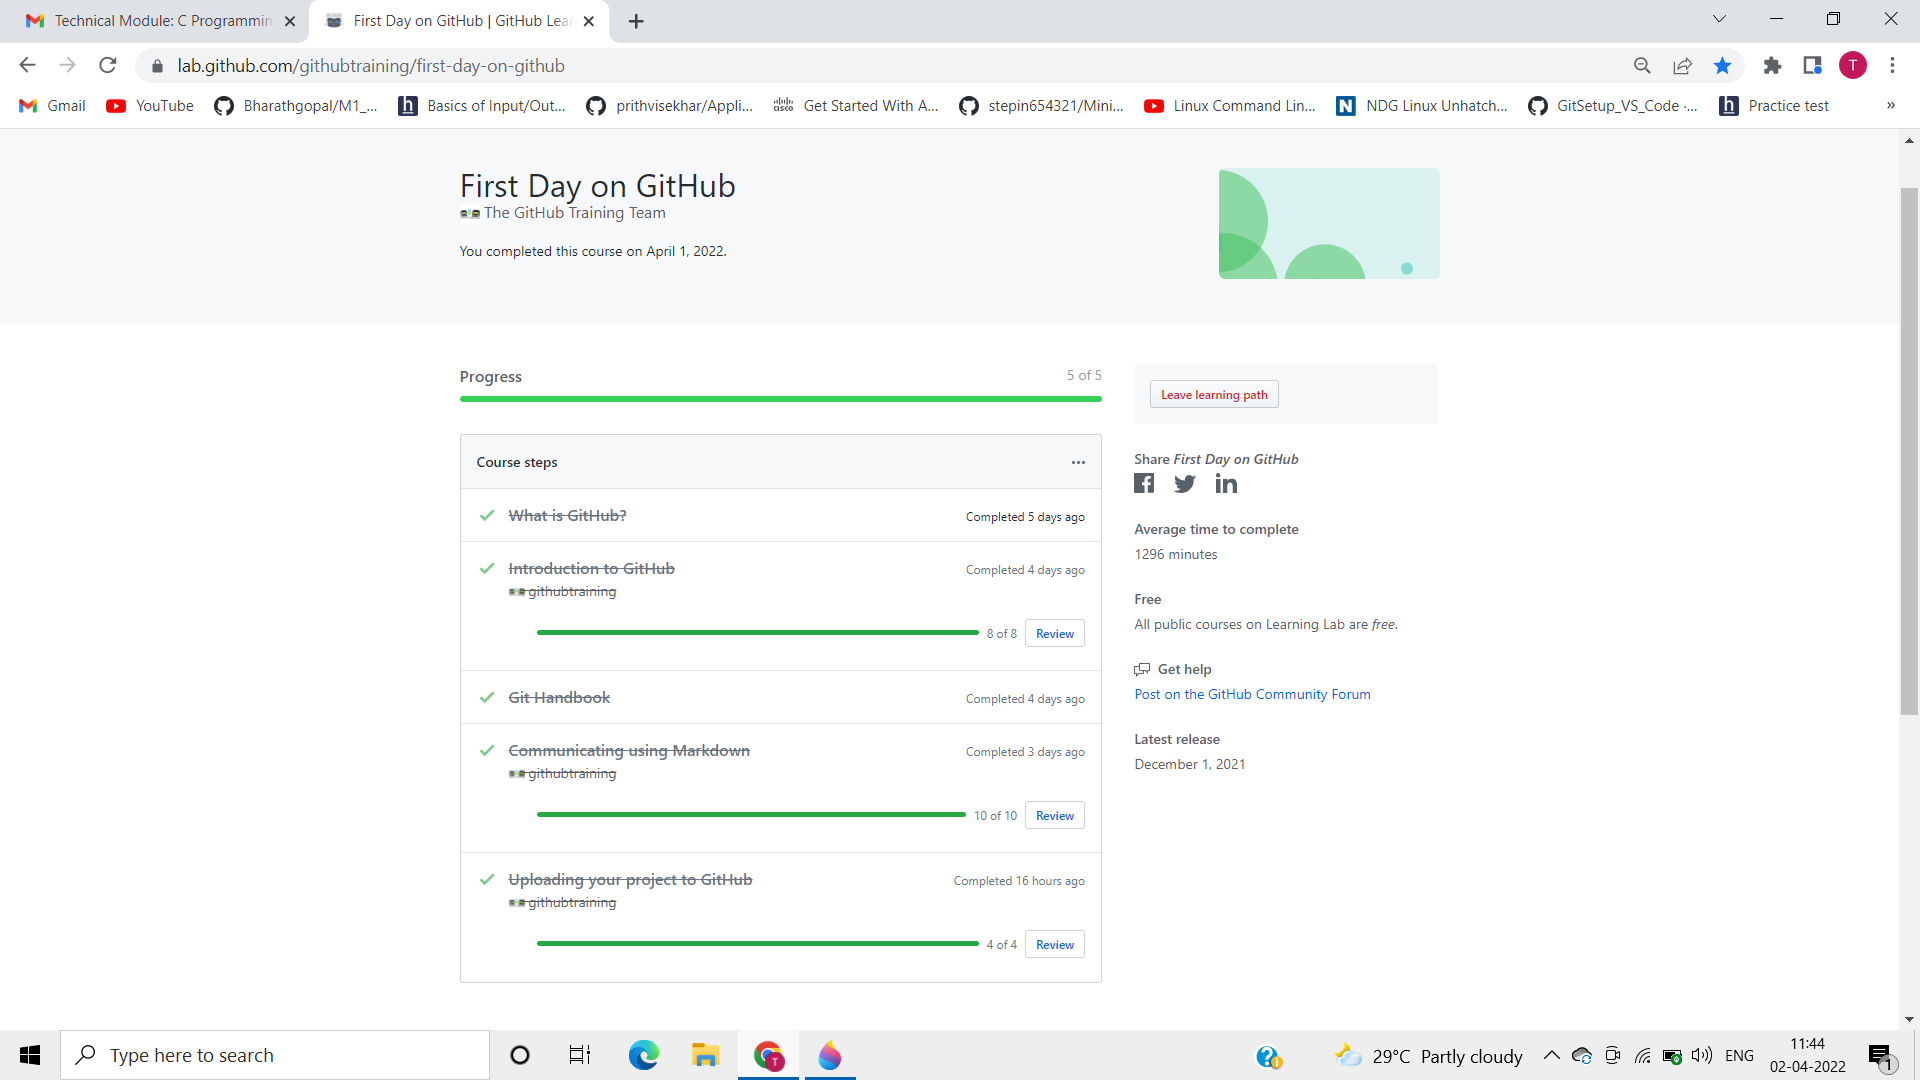 Technical Module: C Programmin
First Day on GitHub | GitHub Lea
lab.github.com/githubtraining/first-day-on-github
T
Gmail
YouTube
Bharathgopal/M1_...
Basics of Input/Out...
prithvisekhar/Appli...
Get Started With A...
stepin654321/Mini...
Linux Command Lin...
NDG Linux Unhatch...
GitSetup_VS_Code ·...
Practice test
»
First Day on GitHub
The GitHub Training Team
You completed this course on April 1, 2022.
Progress
5 of 5
Course steps
What is GitHub?
Completed 5 days ago
Introduction to GitHub
Completed 4 days ago
githubtraining
8 of 8
Review
Git Handbook
Completed 4 days ago
Communicating using Markdown
Completed 3 days ago
githubtraining
10 of 10
Review
Uploading your project to GitHub
Completed 16 hours ago
githubtraining
4 of 4
Review
Leave learning path
Share First Day on GitHub
Average time to complete
1296 minutes
Free
All public courses on Learning Lab are free.
Get help
Post on the GitHub Community Forum
Latest release
December 1, 2021
Type here to search
29°C Partly cloudy
ENG
11:44
02-04-2022
1